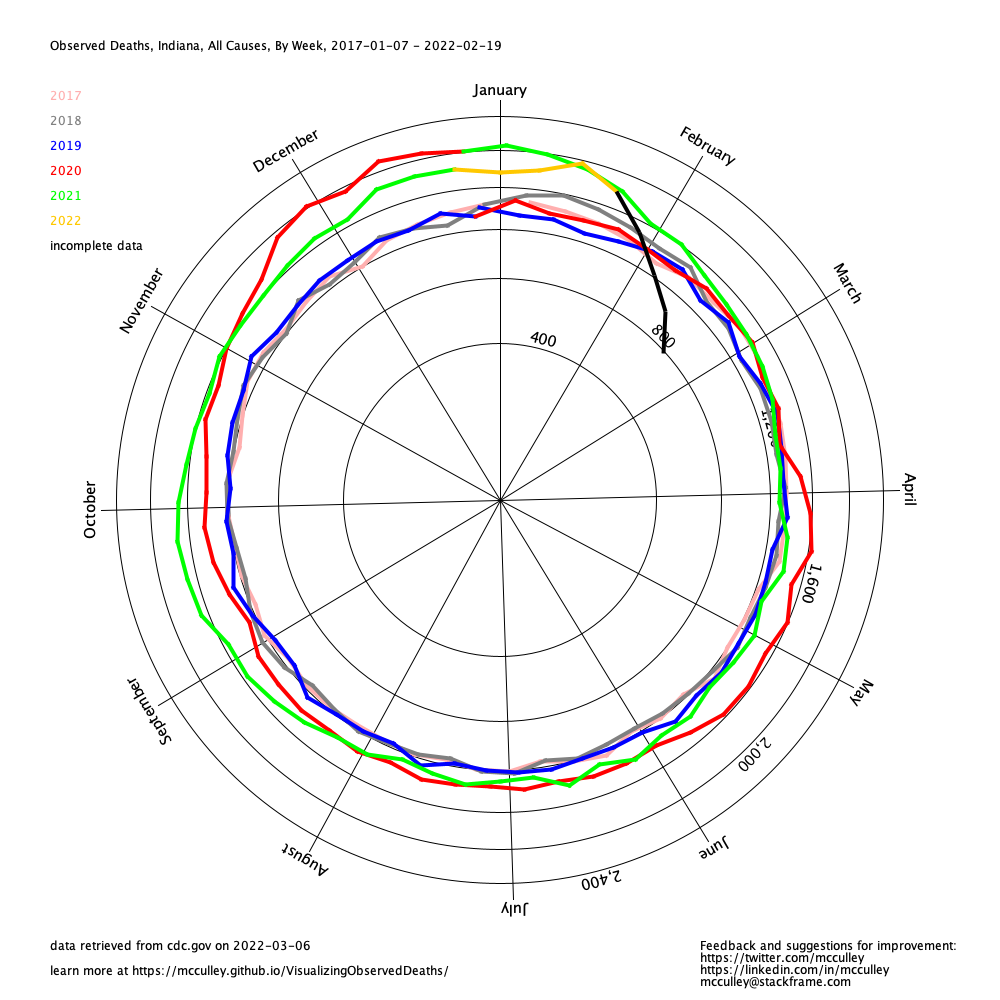 Observed Deaths, Indiana, All Causes, By Week, 2017-01-07 - 2022-02-19
January
2017
2018
2019
2020
2021
2022
incomplete data
December
February
November
March
400
800
1,200
October
April
1,600
September
May
2,000
August
June
2,400
July
data retrieved from cdc.gov on 2022-03-06
learn more at https://mcculley.github.io/VisualizingObservedDeaths/
Feedback and suggestions for improvement:
https://twitter.com/mcculley
https://linkedin.com/in/mcculley
mcculley@stackframe.com